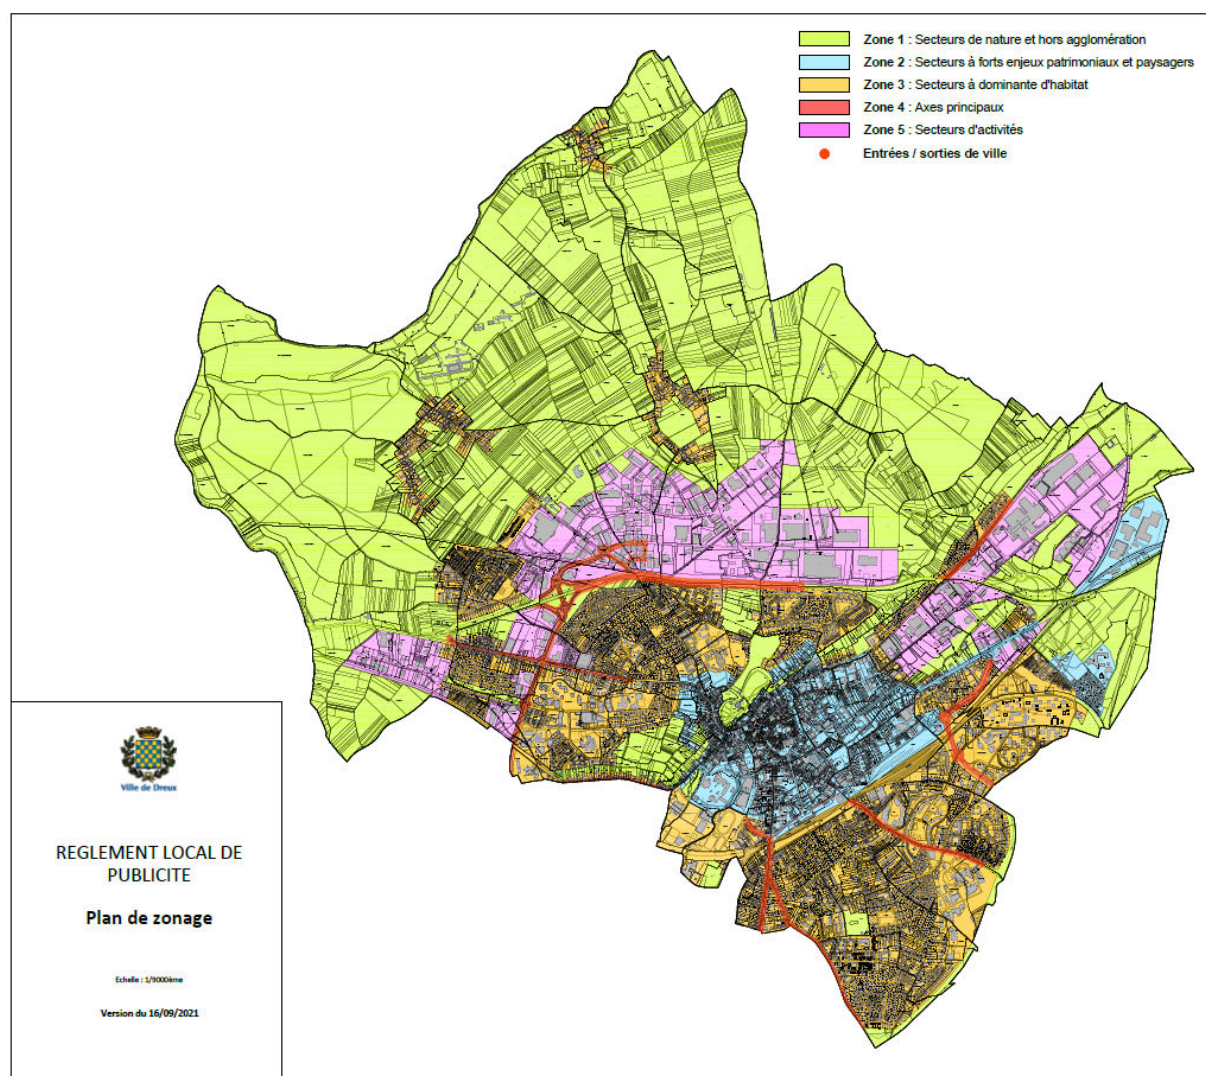 Zone 1 : Secteurs de nature et hors agglomération
Zone 2 : Secteurs à forts enjeux patrimoniaux et paysagers
Zone 3 : Secteurs à dominante d'habitat
Zone 4 : Axes principaux
Zone 5 : Secteurs d'activités
Entrées / sorties de ville
Ville de Dreux
REGLEMENT LOCAL DE
PUBLICITE
Plan de zonage
Echelle : 1/9000ème
Version du 16/09/2021